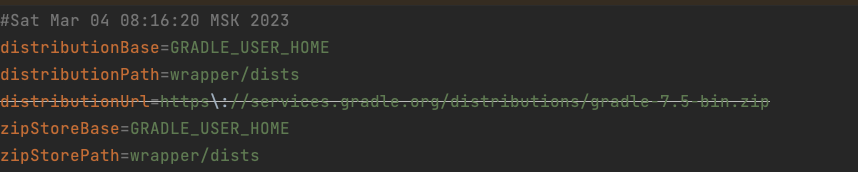 #Sat Mar 04 08:16:20 MSK 2023
distributionBase=GRADLE_USER_HOME
distributionPath=wrapper/dists
distributionUrl=https\://services.gradle.org/distributions/gradle-7.5-bin.zip
zipStoreBase=GRADLE_USER_HOME
zipStorePath=wrapper/dists